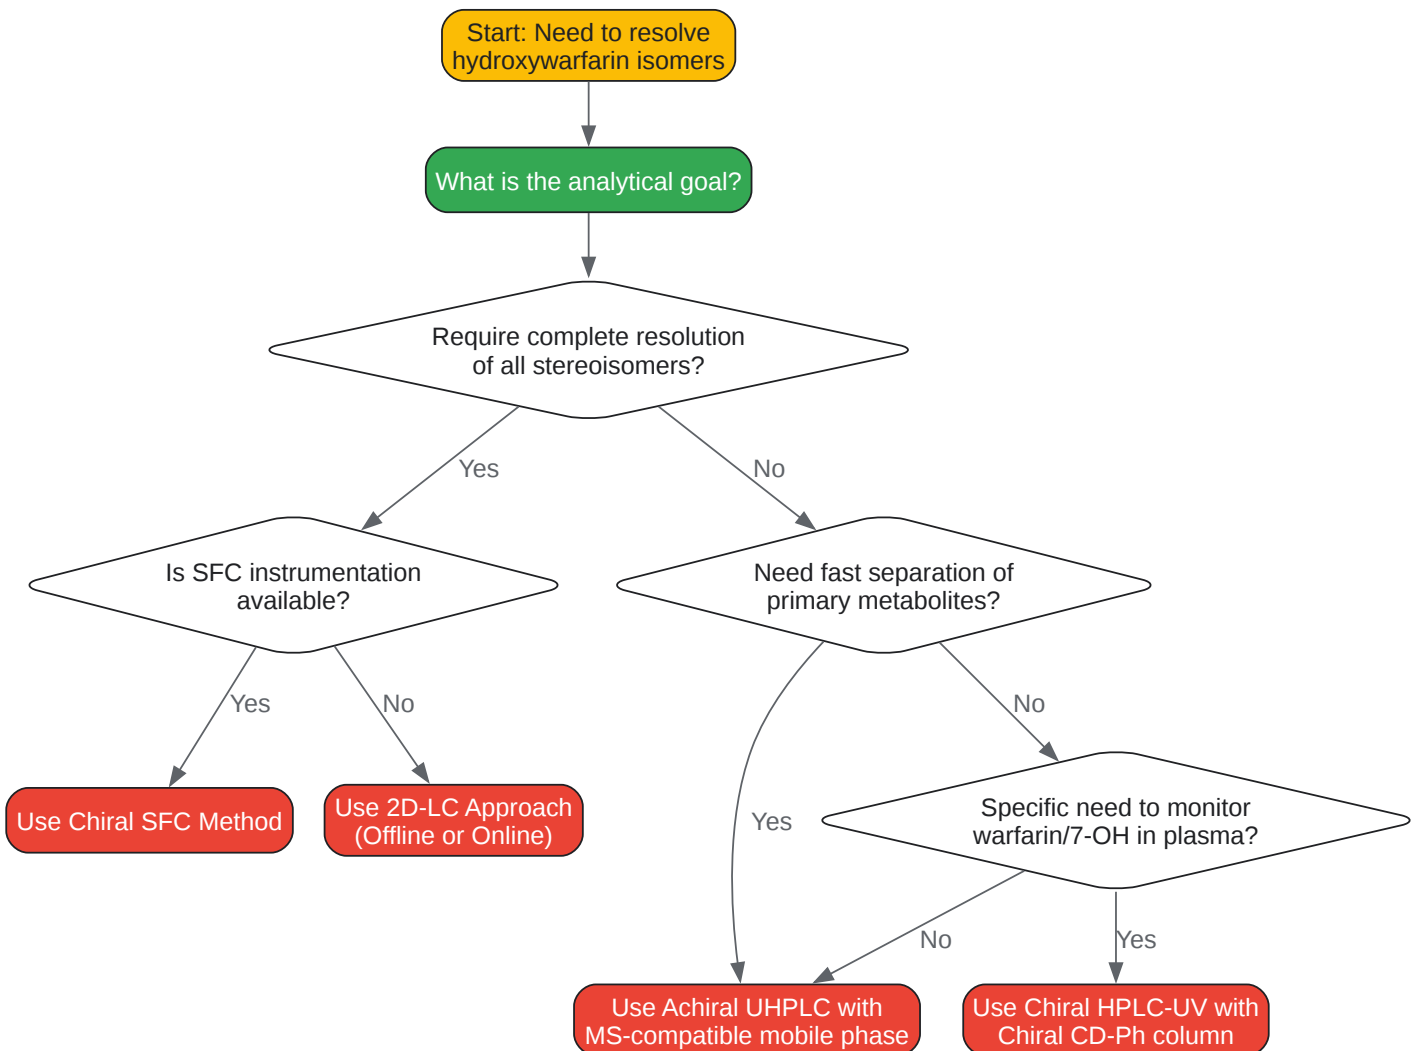 Start: Need to resolve
hydroxywarfarin isomers
What is the analytical goal?
Require complete resolution
of all stereoisomers?
Yes
No
Is SFC instrumentation
available?
Need fast separation of
primary metabolites?
Yes
No
No
Use Chiral SFC Method
Use 2D-LC Approach
(Offline or Online)
Yes
Specific need to monitor
warfarin/7-OH in plasma?
No
Yes
Use Achiral UHPLC with
MS-compatible mobile phase
Use Chiral HPLC-UV with
Chiral CD-Ph column